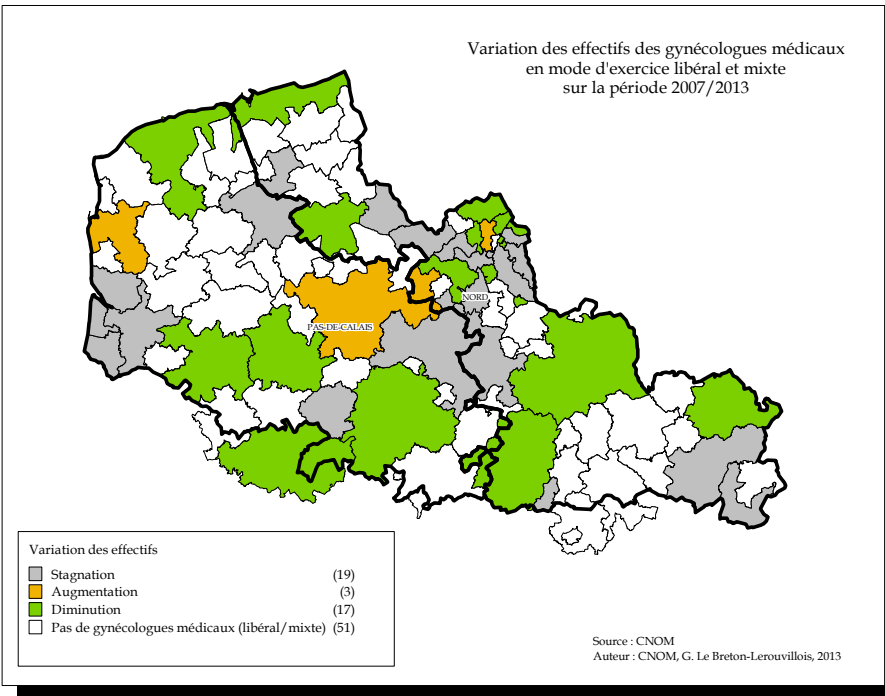 Variation des effectifs des gynécologues médicaux
en mode d'exercice libéral et mixte
sur la période 2007/2013
NORD
PAS-DE-CALAIS
Variation des effectifs
Stagnation (19)
Augmentation (3)
Diminution (17)
Pas de gynécologues médicaux (libéral/mixte) (51)
Source : CNOM
Auteur : CNOM, G. Le Breton-Lerouvillois, 2013